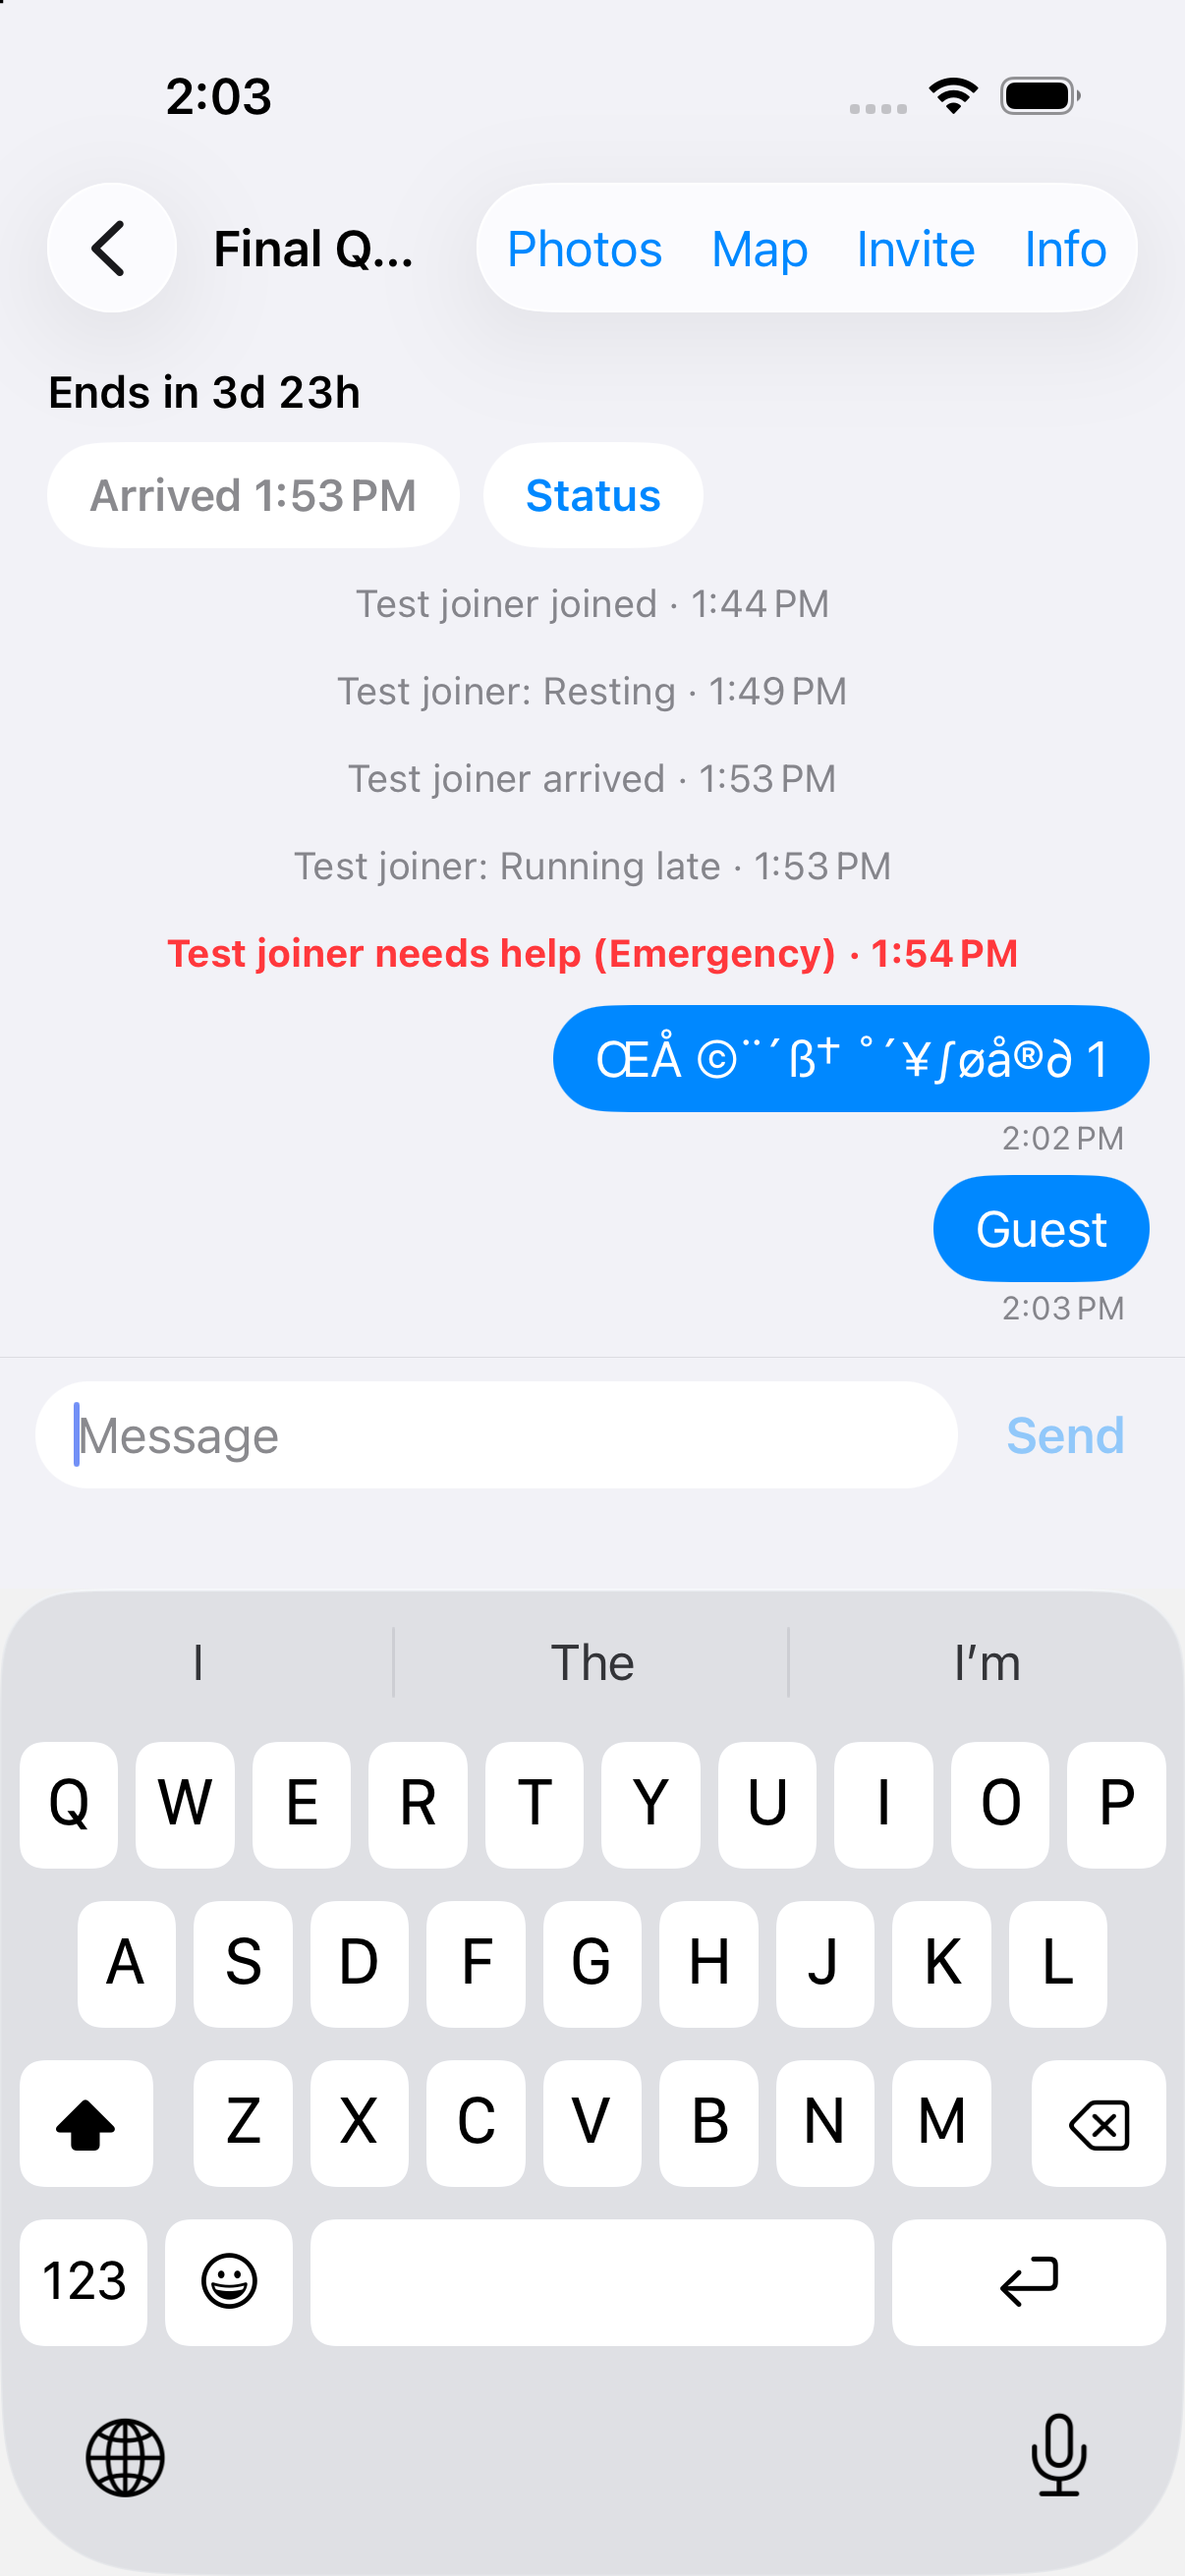 2:03
Final Q...
Photos Map Invite Info
Ends in 3d 23h
Arrived 1:53 PM Status
Test joiner joined · 1:44 PM
Test joiner: Resting · 1:49 PM
Test joiner arrived · 1:53 PM
Test joiner: Running late · 1:53 PM
Test joiner needs help (Emergency) · 1:54 PM
ŒÅ ©¨´ß† ˚´¥∫øå®∂ 1
2:02 PM
Guest
2:03 PM
Message Send
I The I’m
Q W E R T Y U I O P
A S D F G H J K L
Z X C V B N M
123